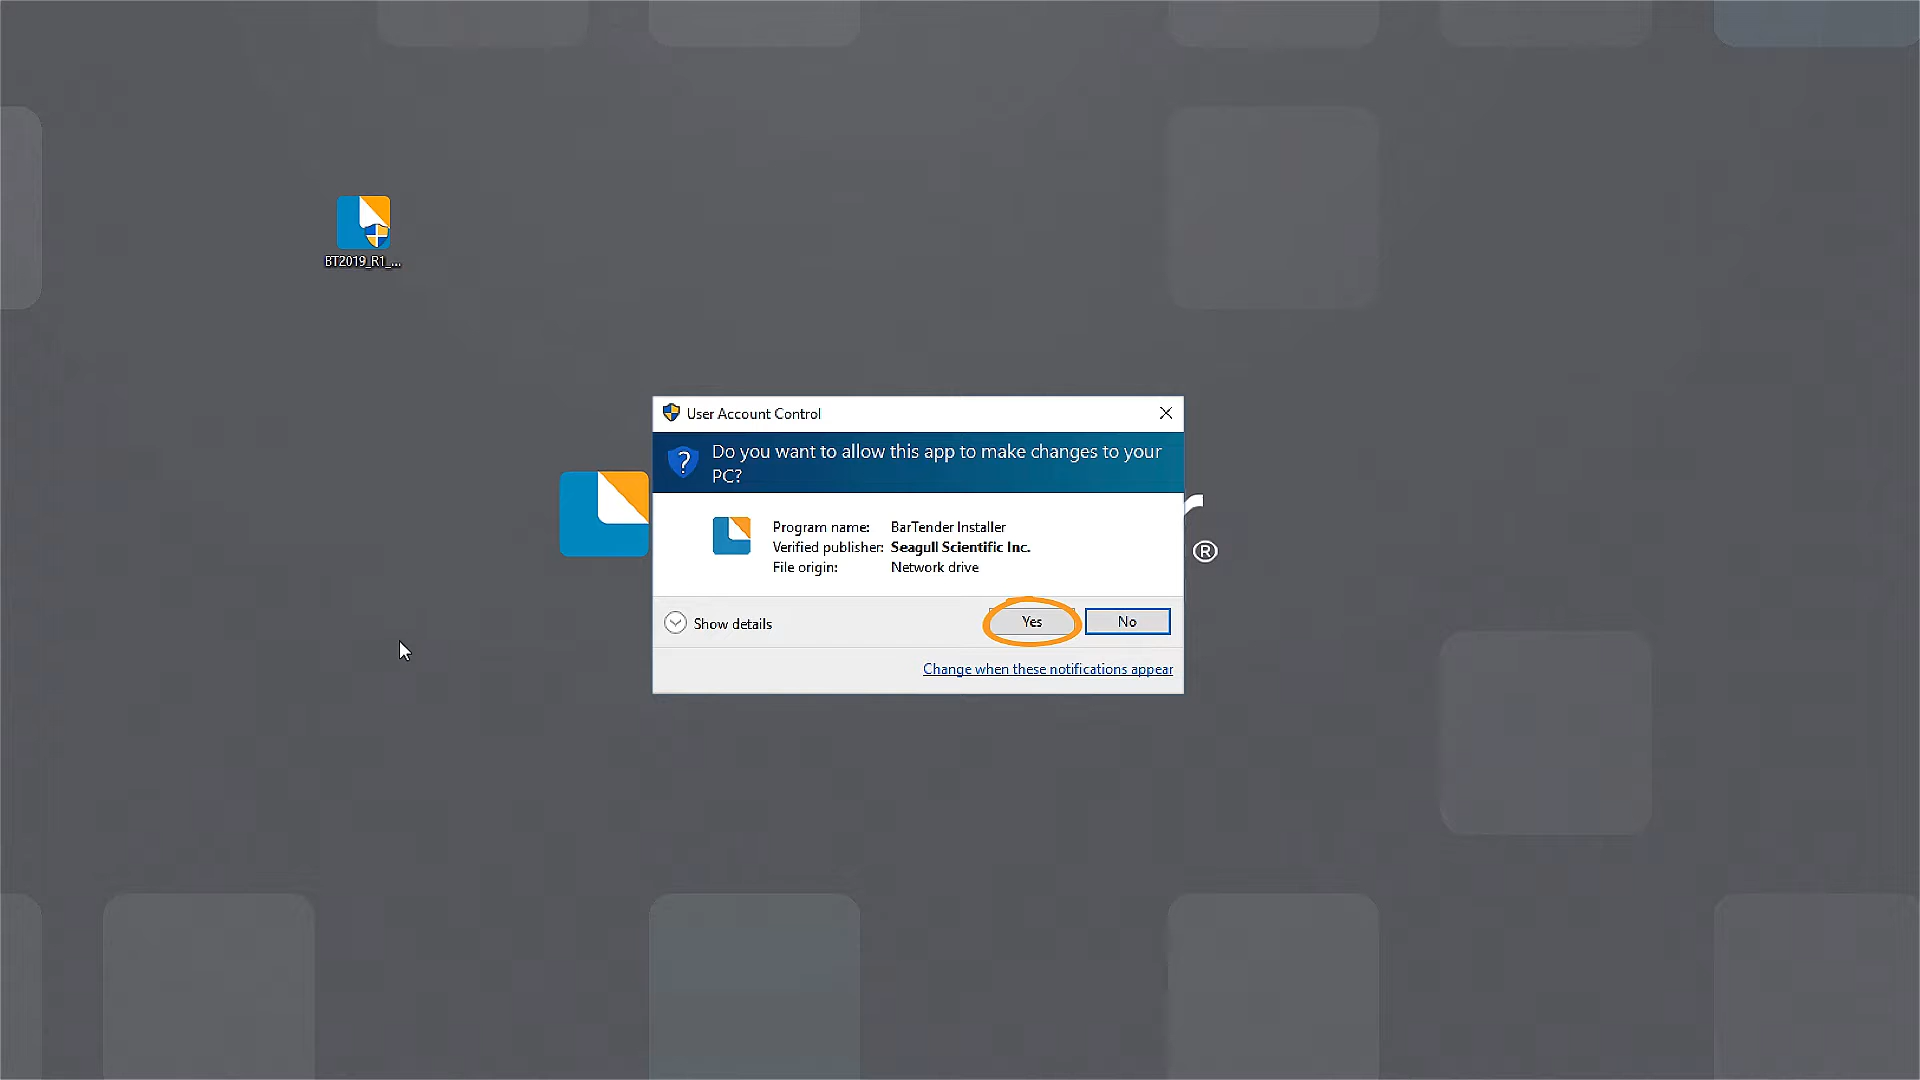 BT2019_R1_...
User Account Control
Do you want to allow this app to make changes to your
PC?
Program name: BarTender Installer
Verified publisher: Seagull Scientific Inc.
File origin: Network drive
Show details
Yes
No
Change when these notifications appear
®